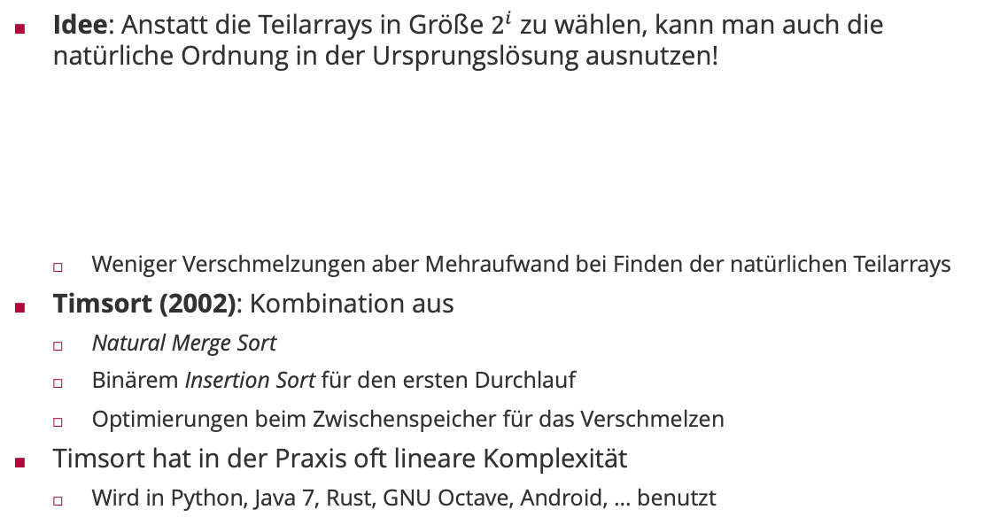 Idee: Anstatt die Teilarrays in Größe 2^i zu wählen, kann man auch die
natürliche Ordnung in der Ursprungslösung ausnutzen!
Weniger Verschmelzungen aber Mehraufwand bei Finden der natürlichen Teilarrays
Timsort (2002): Kombination aus
Natural Merge Sort
Binärem Insertion Sort für den ersten Durchlauf
Optimierungen beim Zwischenspeicher für das Verschmelzen
Timsort hat in der Praxis oft lineare Komplexität
Wird in Python, Java 7, Rust, GNU Octave, Android, … benutzt